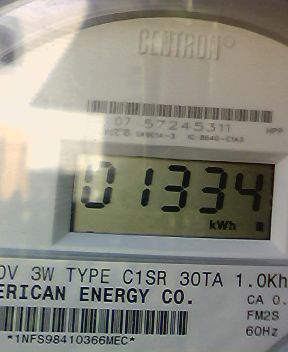 CENTRON®
07 57245311 HPP
01334
kWh
0V 3W TYPE C1SR 30TA 1.0Kh
ERICAN ENERGY CO. CA 0.
FM2S
60Hz
*1NFS98410366MEC*